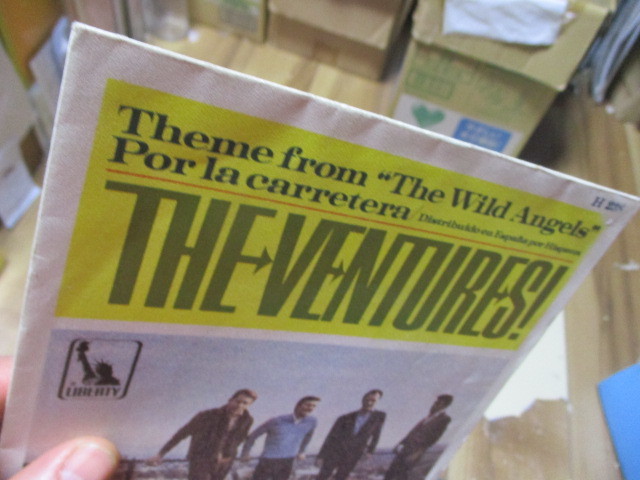 Theme from "The Wild Angels"
Por la carretera
Distribuido en España por Hispavox
THE VENTURES!
H
LIBERTY